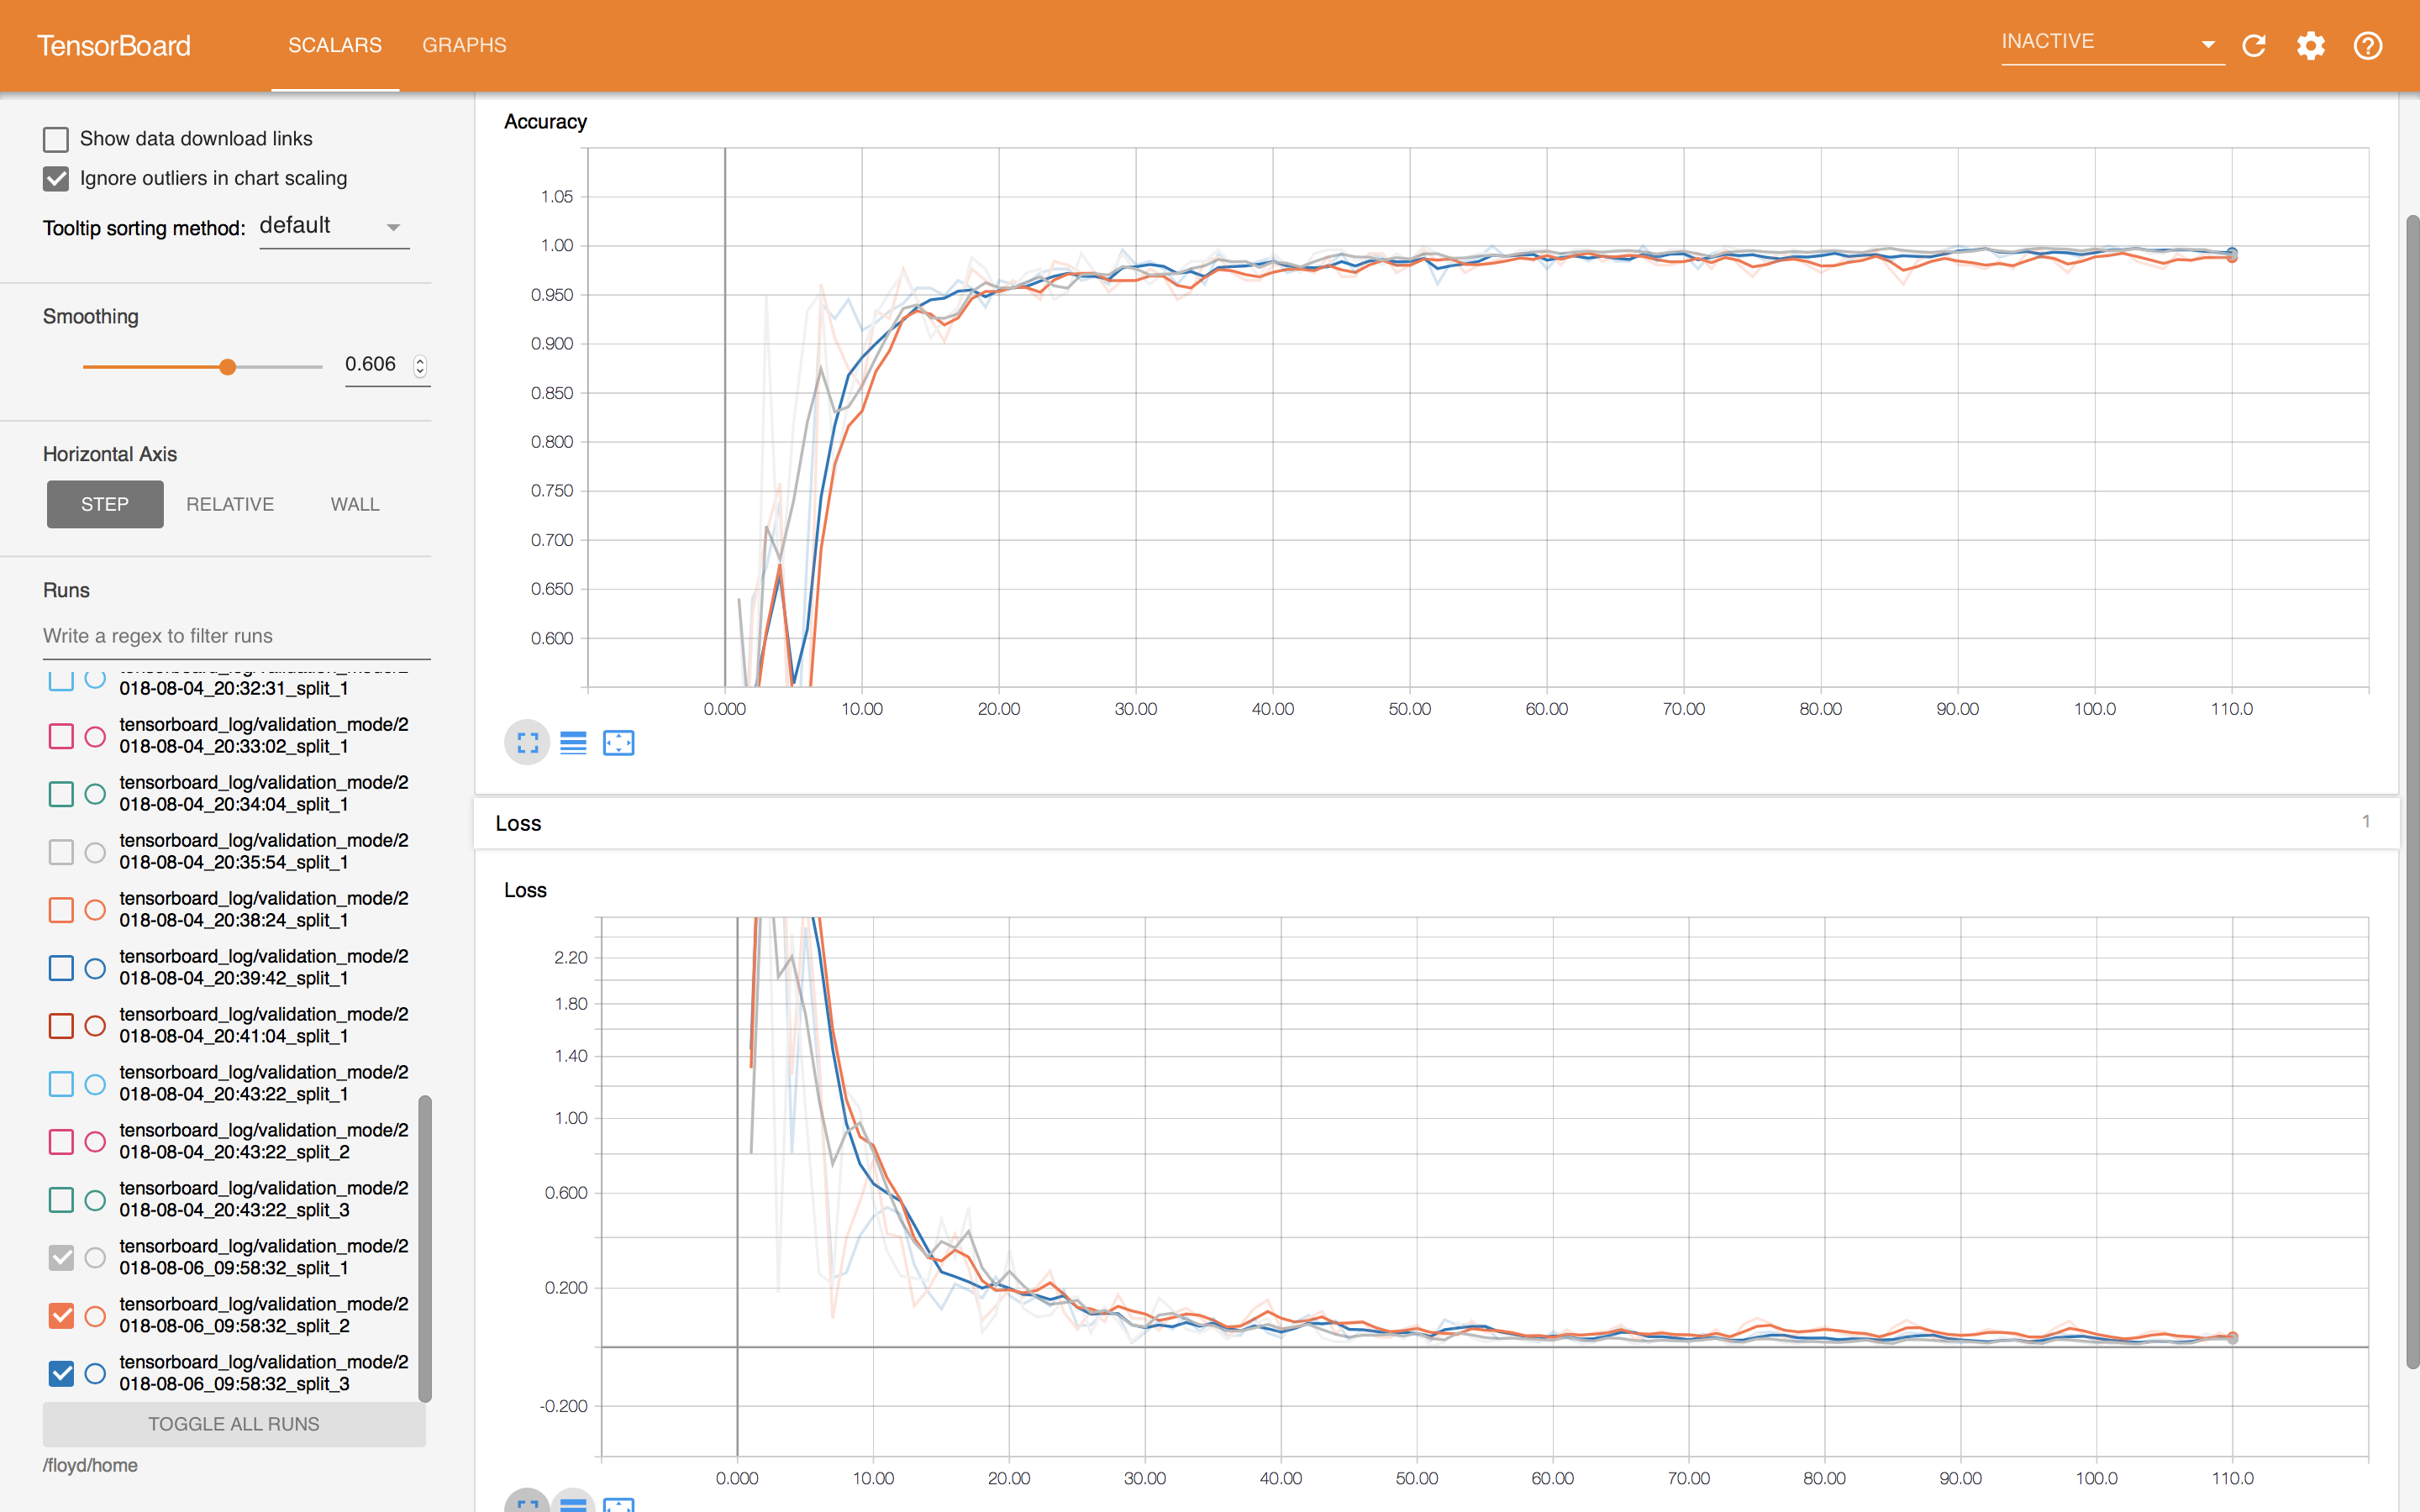 TensorBoard
SCALARS
GRAPHS
INACTIVE
Show data download links
Ignore outliers in chart scaling
Tooltip sorting method: default
Smoothing
0.606
Horizontal Axis
STEP RELATIVE WALL
Runs
Write a regex to filter runs
018-08-04_20:32:31_split_1
tensorboard_log/validation_mode/2
018-08-04_20:33:02_split_1
tensorboard_log/validation_mode/2
018-08-04_20:34:04_split_1
tensorboard_log/validation_mode/2
018-08-04_20:35:54_split_1
tensorboard_log/validation_mode/2
018-08-04_20:38:24_split_1
tensorboard_log/validation_mode/2
018-08-04_20:39:42_split_1
tensorboard_log/validation_mode/2
018-08-04_20:41:04_split_1
tensorboard_log/validation_mode/2
018-08-04_20:43:22_split_1
tensorboard_log/validation_mode/2
018-08-04_20:43:22_split_2
tensorboard_log/validation_mode/2
018-08-04_20:43:22_split_3
tensorboard_log/validation_mode/2
018-08-06_09:58:32_split_1
tensorboard_log/validation_mode/2
018-08-06_09:58:32_split_2
tensorboard_log/validation_mode/2
018-08-06_09:58:32_split_3
TOGGLE ALL RUNS
/floyd/home
Accuracy
1.05
1.00
0.950
0.900
0.850
0.800
0.750
0.700
0.650
0.600
0.000 10.00 20.00 30.00 40.00 50.00 60.00 70.00 80.00 90.00 100.0 110.0
Loss
1
Loss
2.20
1.80
1.40
1.00
0.600
0.200
-0.200
0.000 10.00 20.00 30.00 40.00 50.00 60.00 70.00 80.00 90.00 100.0 110.0